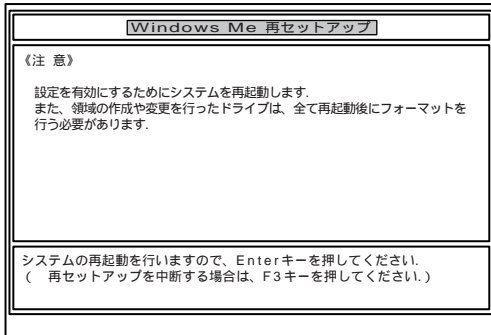 Windows Me 再セットアップ
《注 意》
設定を有効にするためにシステムを再起動します.
また、領域の作成や変更を行ったドライブは、全て再起動後にフォーマットを
行う必要があります.
システムの再起動を行いますので、Enterキーを押してください.
( 再セットアップを中断する場合は、F3キーを押してください.)